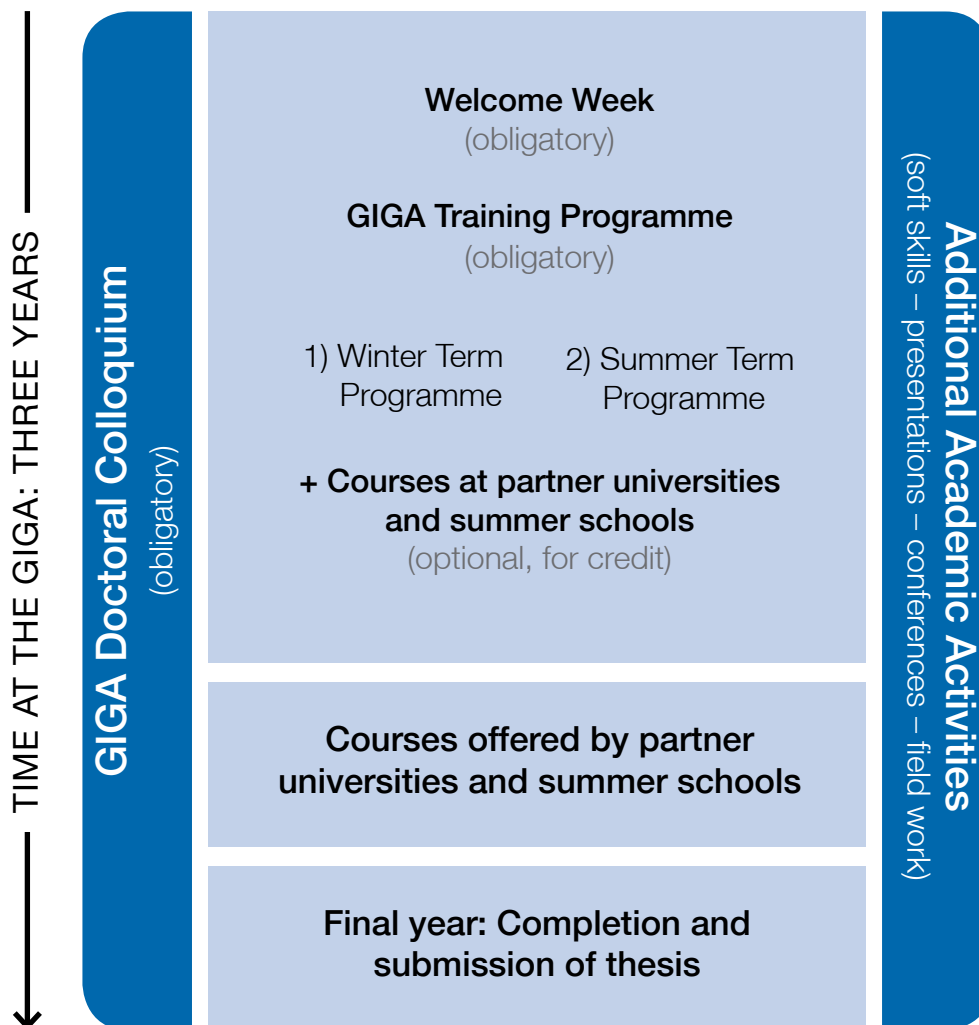 TIME AT THE GIGA: THREE YEARS
GIGA Doctoral Colloquium
(obligatory)
Welcome Week
(obligatory)
GIGA Training Programme
(obligatory)
1) Winter Term
Programme
2) Summer Term
Programme
+ Courses at partner universities
and summer schools
(optional, for credit)
Courses offered by partner
universities and summer schools
Final year: Completion and
submission of thesis
Additional Academic Activities
(soft skills – presentations – conferences – field work)